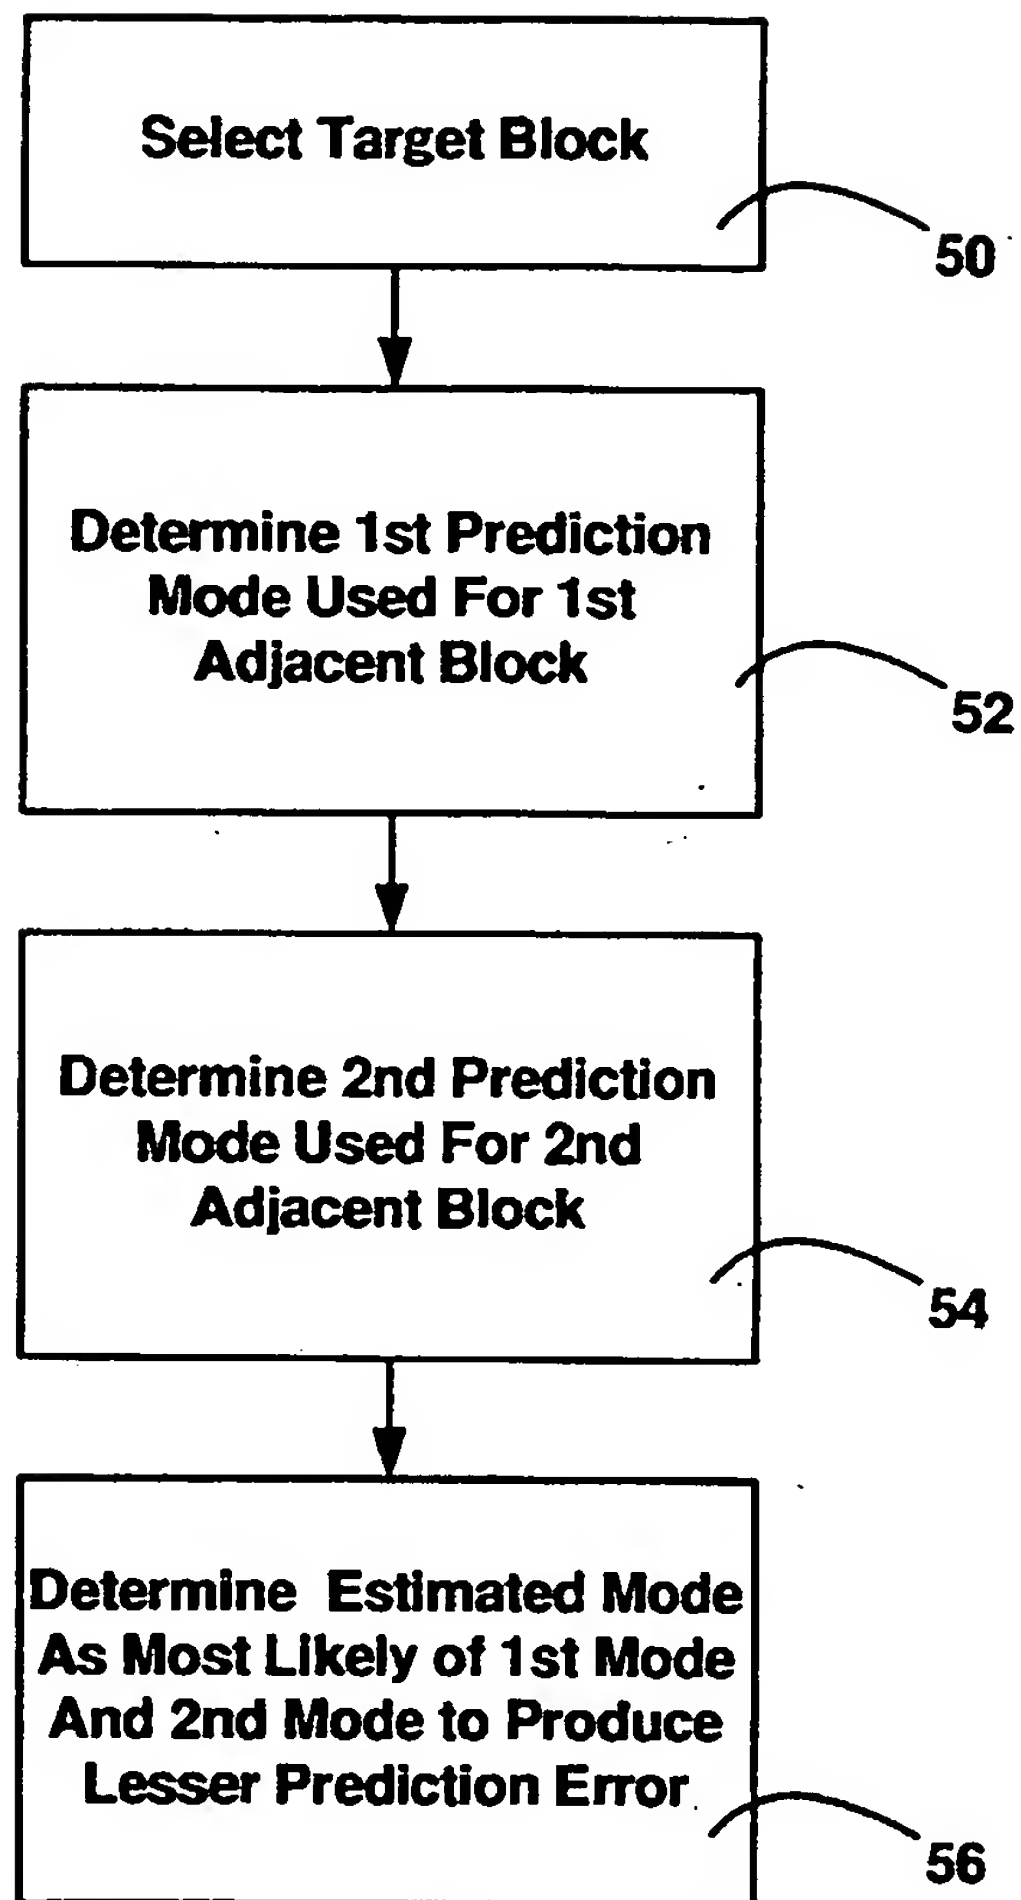 Select Target Block
50
Determine 1st Prediction
Mode Used For 1st
Adjacent Block
52
Determine 2nd Prediction
Mode Used For 2nd
Adjacent Block
54
Determine Estimated Mode
As Most Likely of 1st Mode
And 2nd Mode to Produce
Lesser Prediction Error
56